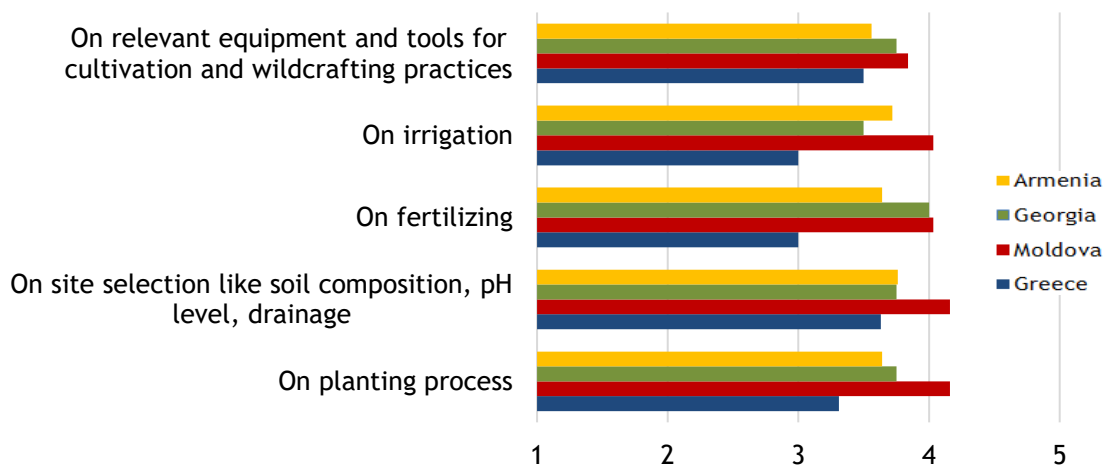 On relevant equipment and tools for
cultivation and wildcrafting practices
On irrigation
On fertilizing
On site selection like soil composition, pH
level, drainage
On planting process
Armenia
Georgia
Moldova
Greece
1 2 3 4 5